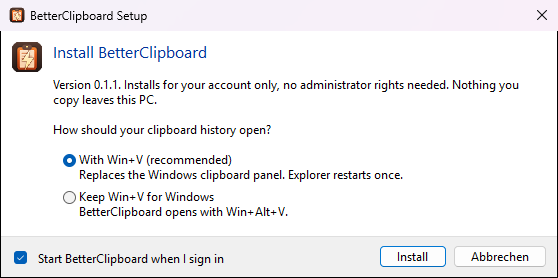 BetterClipboard Setup
Install BetterClipboard
Version 0.1.1. Installs for your account only, no administrator rights needed. Nothing you
copy leaves this PC.
How should your clipboard history open?
With Win+V (recommended)
Replaces the Windows clipboard panel. Explorer restarts once.
Keep Win+V for Windows
BetterClipboard opens with Win+Alt+V.
Start BetterClipboard when I sign in
Install
Abbrechen